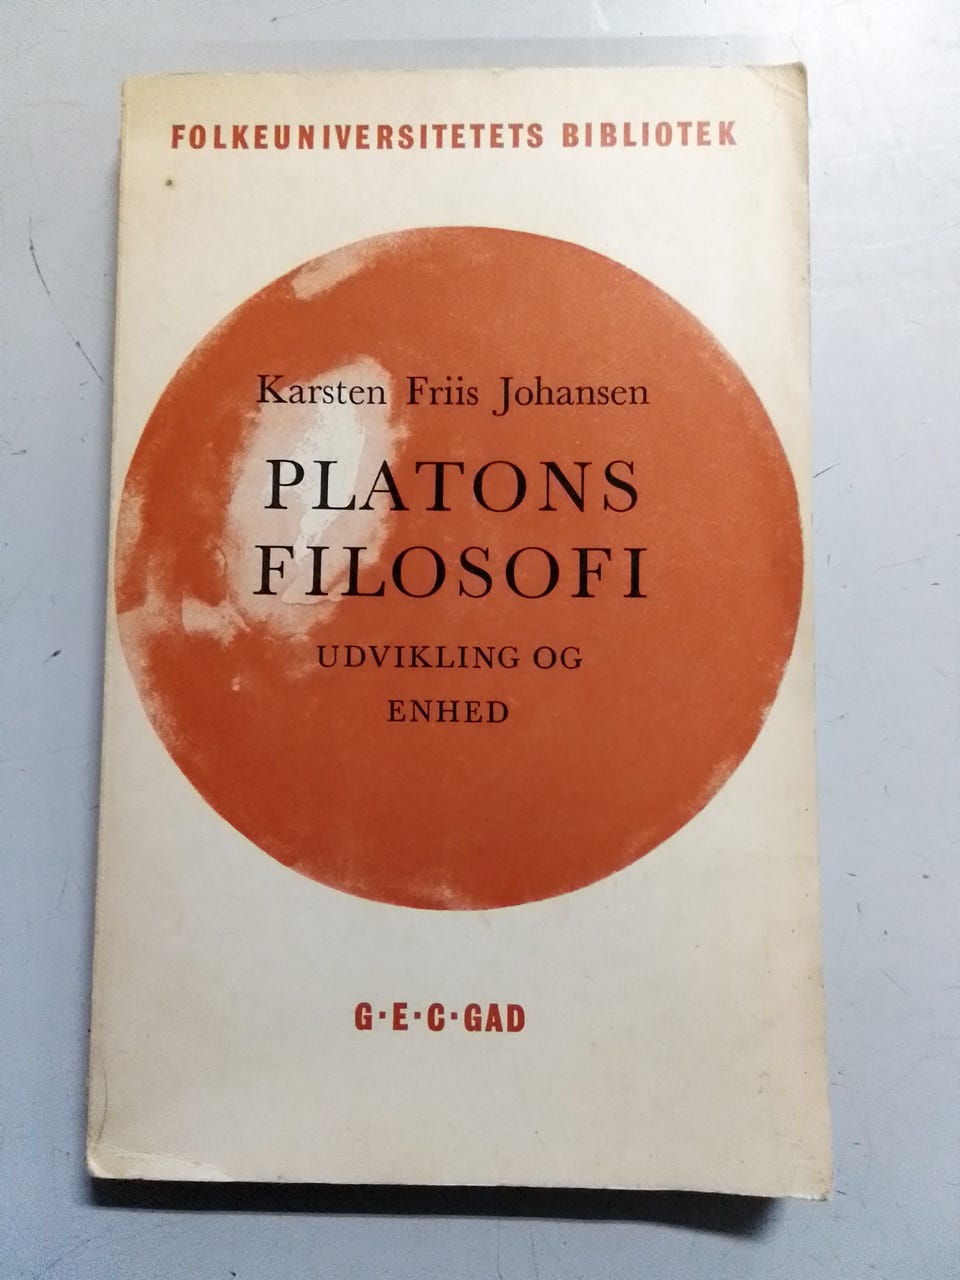 FOLKEUNIVERSITETETS BIBLIOTEK
Karsten Friis Johansen
PLATONS
FILOSOFI
UDVIKLING OG
ENHED
G·E·C·GAD